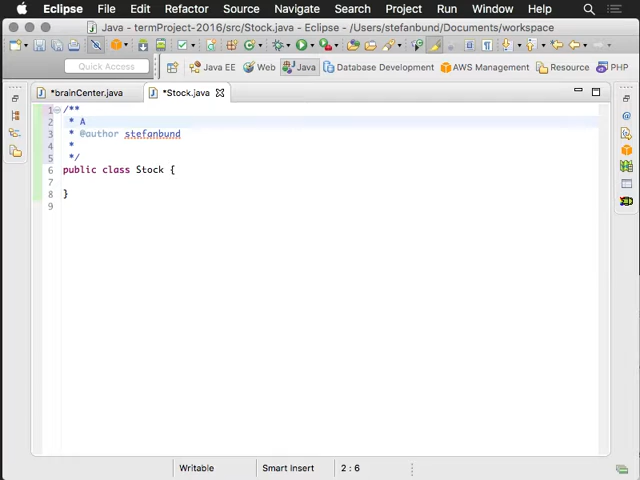 Eclipse File Edit Refactor Source Navigate Search Project Run Window Help
Java - termProject-2016/src/Stock.java - Eclipse - /Users/stefanbund/Documents/workspace
Quick Access Java EE Web Java Database Development AWS Management Resource PHP
*brainCenter.java *Stock.java
1 /**
2 * A
3 * @author stefanbund
4 *
5 */
6 public class Stock {
7
8 }
9
Writable Smart Insert 2 : 6